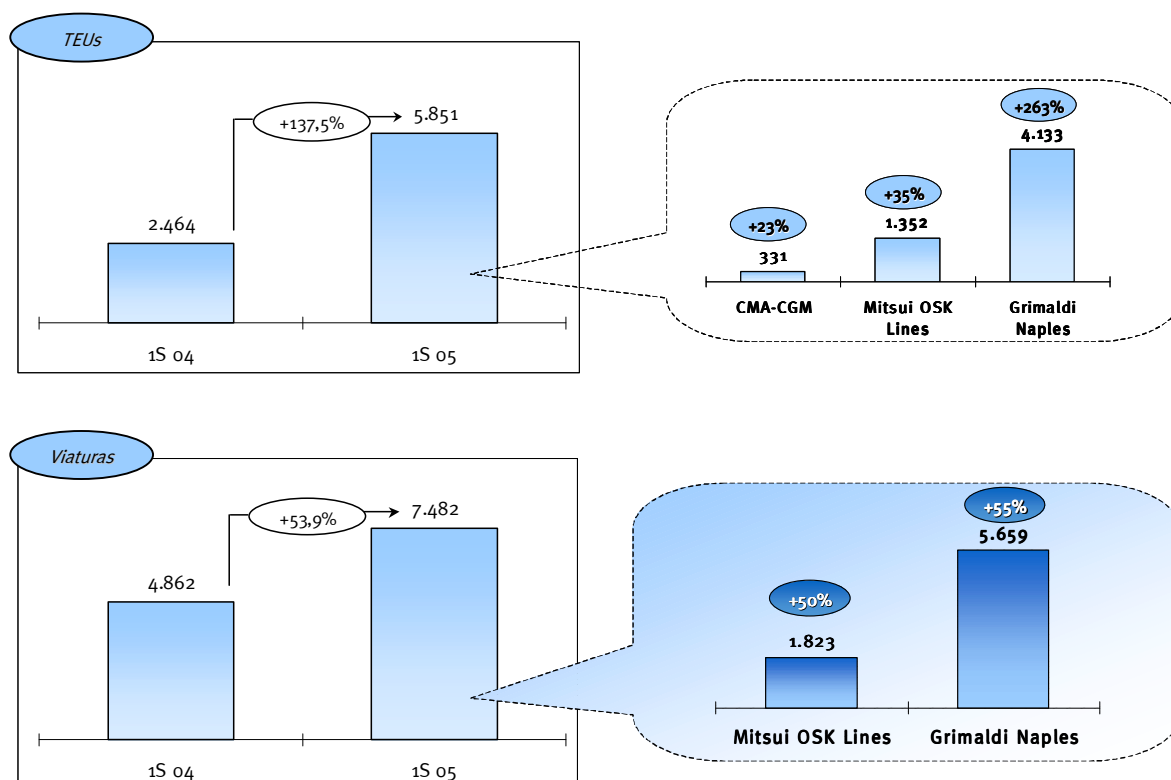 TEUs
+137,5%
5.851
2.464
1S 04
1S 05
+263%
4.133
+35%
1.352
+23%
331
CMA-CGM
Mitsui OSK
Lines
Grimaldi
Naples
Viaturas
+53,9%
7.482
4.862
1S 04
1S 05
+55%
5.659
+50%
1.823
Mitsui OSK Lines
Grimaldi Naples